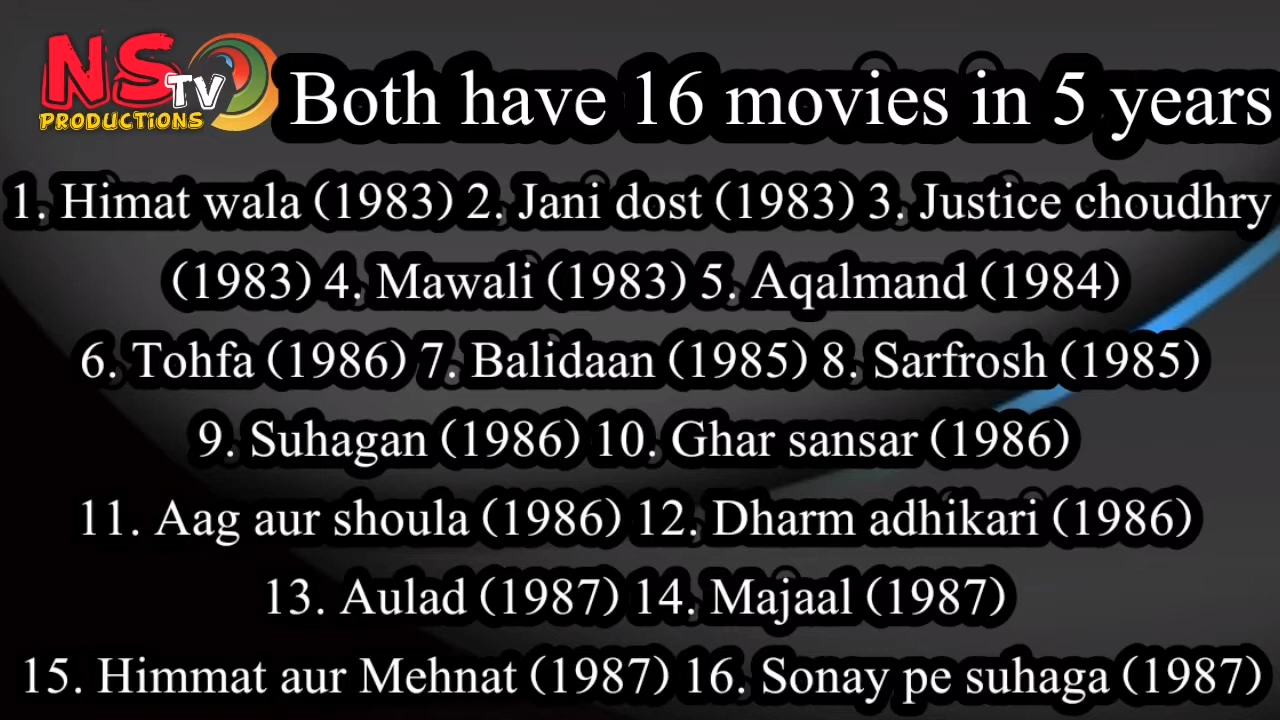 NS TV
PRODUCTIONS
Both have 16 movies in 5 years
1. Himat wala (1983) 2. Jani dost (1983) 3. Justice choudhry
(1983) 4. Mawali (1983) 5. Aqalmand (1984)
6. Tohfa (1986) 7. Balidaan (1985) 8. Sarfrosh (1985)
9. Suhagan (1986) 10. Ghar sansar (1986)
11. Aag aur shoula (1986) 12. Dharm adhikari (1986)
13. Aulad (1987) 14. Majaal (1987)
15. Himmat aur Mehnat (1987) 16. Sonay pe suhaga (1987)